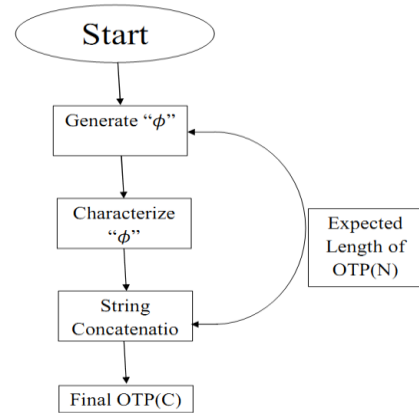 Start
Generate “ϕ”
Characterize
“ϕ”
Expected
Length of
OTP(N)
String
Concatenatio
Final OTP(C)